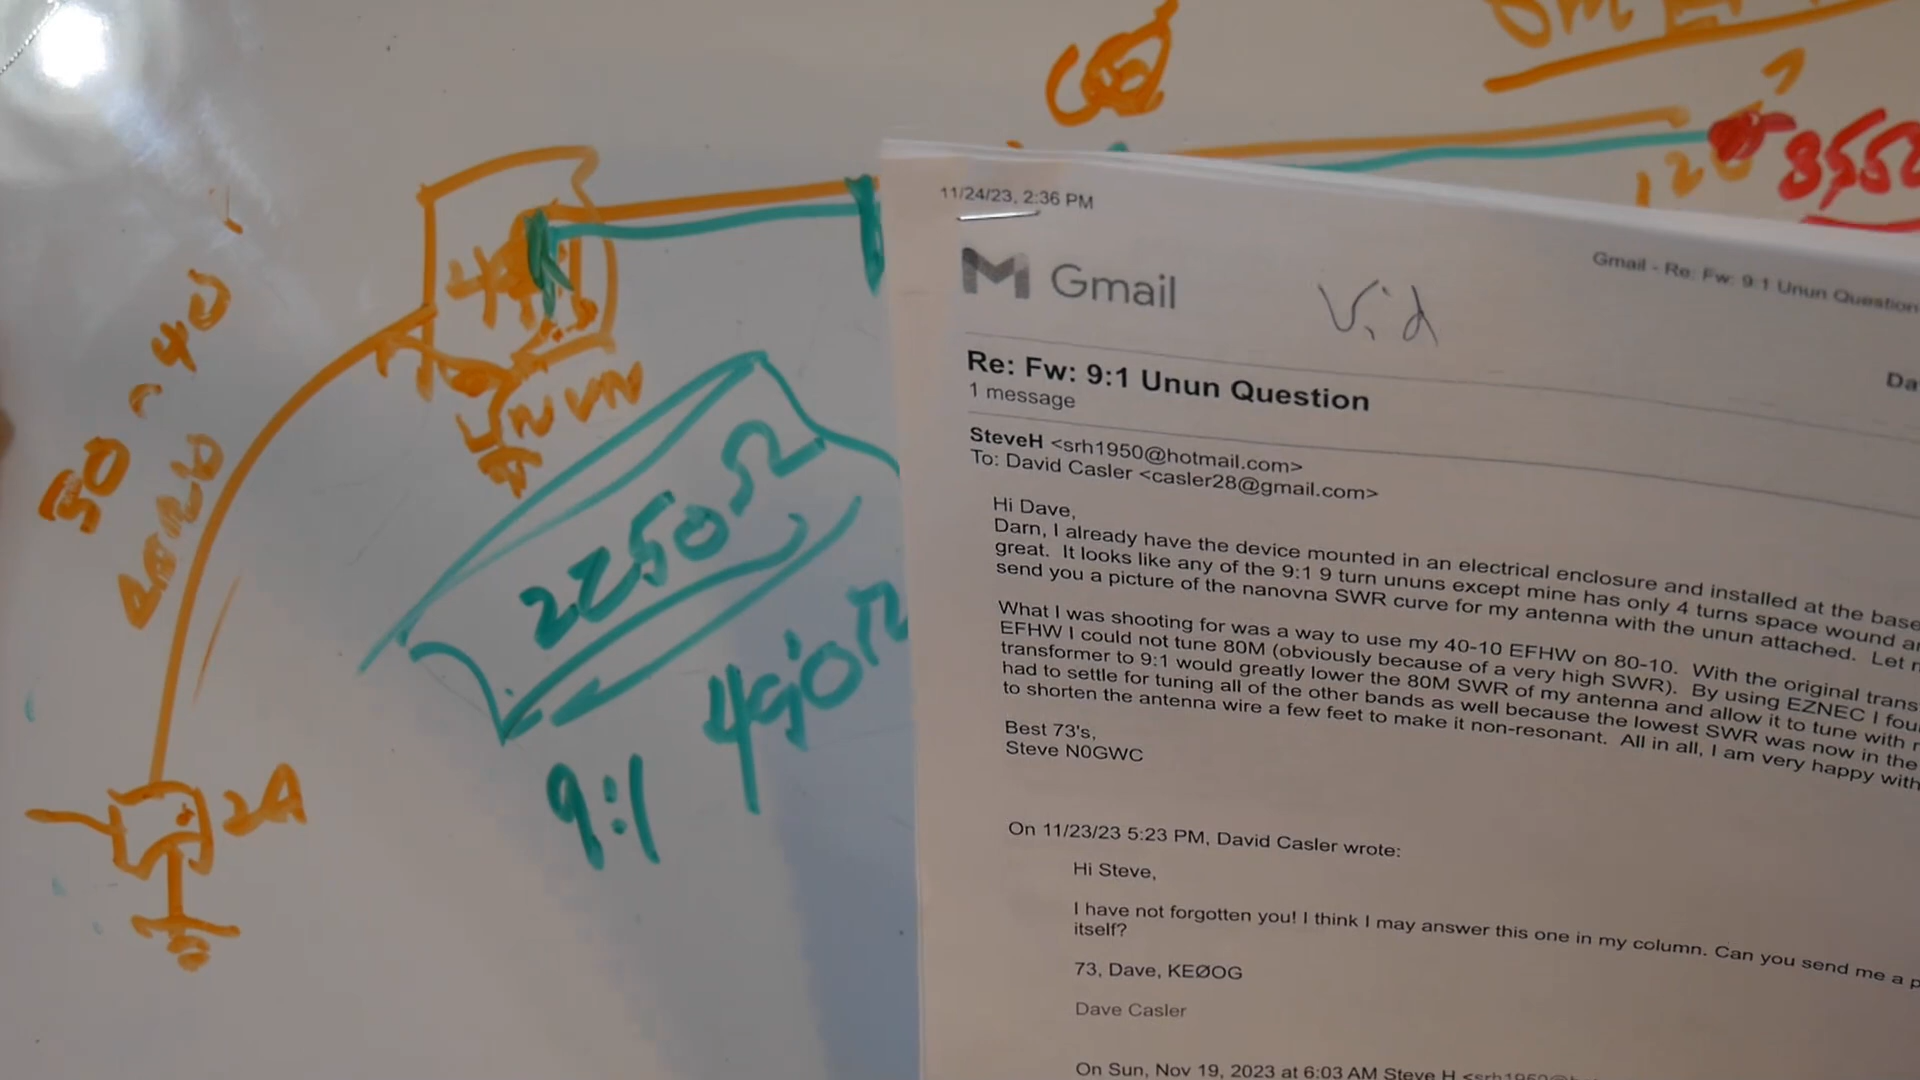 11/24/23, 2:36 PM
Gmail - Re: Fw: 9:1 Unun Question
Gmail
Vid
Re: Fw: 9:1 Unun Question
1 message
Da
SteveH <srh1950@hotmail.com>
To: David Casler <casler28@gmail.com>
Hi Dave,
Darn, I already have the device mounted in an electrical enclosure and installed at the base
great. It looks like any of the 9:1 9 turn ununs except mine has only 4 turns space wound a
send you a picture of the nanovna SWR curve for my antenna with the unun attached. Let
What I was shooting for was a way to use my 40-10 EFHW on 80-10. With the original trans
EFHW I could not tune 80M (obviously because of a very high SWR). By using EZNEC I fou
transformer to 9:1 would greatly lower the 80M SWR of my antenna and allow it to tune with
had to settle for tuning all of the other bands as well because the lowest SWR was now in the
to shorten the antenna wire a few feet to make it non-resonant. All in all, I am very happy with
Best 73's,
Steve N0GWC
On 11/23/23 5:23 PM, David Casler wrote:
Hi Steve,
I have not forgotten you! I think I may answer this one in my column. Can you send me a p
itself?
73, Dave, KEØOG
Dave Casler
On Sun, Nov 19, 2023 at 6:03 AM Steve H <srh1950@h
49:1
UNUN
50
2250Ω
9:1
2A